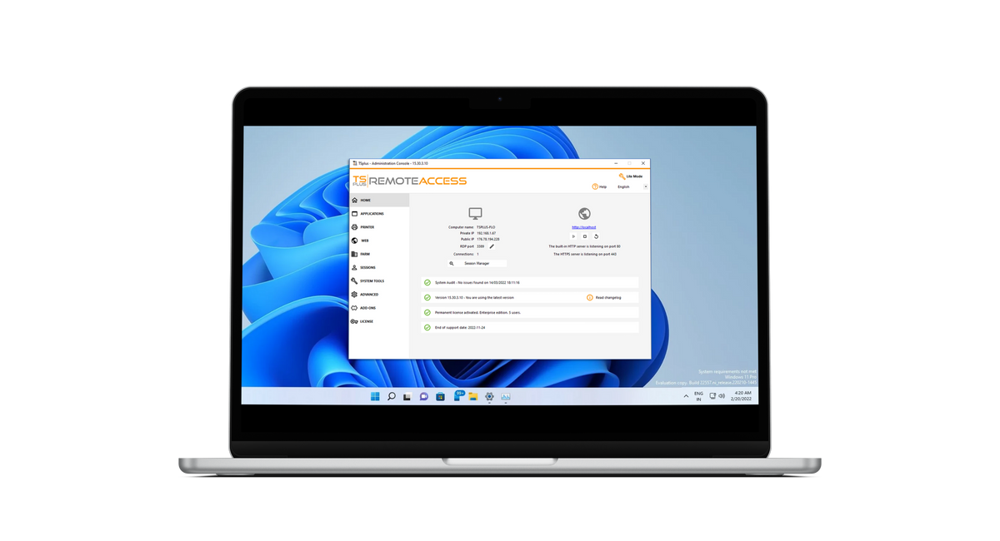 TSplus - Administration Console - 15.30.3.10
TS PLUS REMOTEACCESS
Lite Mode
Help
English
HOME
APPLICATIONS
PRINTER
WEB
FARM
SESSIONS
SYSTEM TOOLS
ADVANCED
ADD-ONS
LICENSE
Computer name: TSPLUS-FLO
Private IP 192.168.1.67
Public IP 176.78.194.228
RDP port 3389
Connections: 1
Session Manager
http://localhost
The built-in HTTP server is listening on port 80
The HTTPS server is listening on port 443
System Audit - No issues found on 14/03/2022 18:11:16
Version 15.30.3.10 - You are using the latest version
Read changelog
Permanent license activated. Enterprise edition. 5 users.
End of support date: 2022-11-24
System requirements not met
Windows 11 Pro
Evaluation copy. Build 22557.ni_release.220210-1443
99+
ENG
IN
4:20 AM
2/20/2022